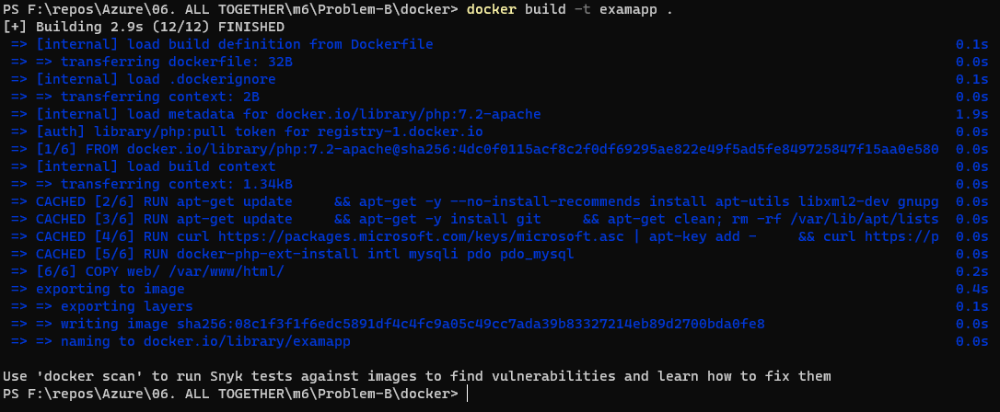 PS F:\repos\Azure\06. ALL TOGETHER\m6\Problem-B\docker> docker build -t examapp .
[+] Building 2.9s (12/12) FINISHED
=> [internal] load build definition from Dockerfile 0.1s
=> => transferring dockerfile: 32B 0.0s
=> [internal] load .dockerignore 0.1s
=> => transferring context: 2B 0.0s
=> [internal] load metadata for docker.io/library/php:7.2-apache 1.9s
=> [auth] library/php:pull token for registry-1.docker.io 0.0s
=> [1/6] FROM docker.io/library/php:7.2-apache@sha256:4dc0f0115acf8c2f0df69295ae822e49f5ad5fe849725847f15aa0e580 0.0s
=> [internal] load build context 0.0s
=> => transferring context: 1.34kB 0.0s
=> CACHED [2/6] RUN apt-get update     && apt-get -y --no-install-recommends install apt-utils libxml2-dev gnupg 0.0s
=> CACHED [3/6] RUN apt-get update     && apt-get -y install git     && apt-get clean; rm -rf /var/lib/apt/lists 0.0s
=> CACHED [4/6] RUN curl https://packages.microsoft.com/keys/microsoft.asc | apt-key add -     && curl https://p 0.0s
=> CACHED [5/6] RUN docker-php-ext-install intl mysqli pdo pdo_mysql 0.0s
=> [6/6] COPY web/ /var/www/html/ 0.2s
=> exporting to image 0.4s
=> => exporting layers 0.1s
=> => writing image sha256:08c1f3f1f6edc5891df4c4fc9a05c49cc7ada39b83327214eb89d2700bda0fe8 0.0s
=> => naming to docker.io/library/examapp 0.0s
Use 'docker scan' to run Snyk tests against images to find vulnerabilities and learn how to fix them
PS F:\repos\Azure\06. ALL TOGETHER\m6\Problem-B\docker>